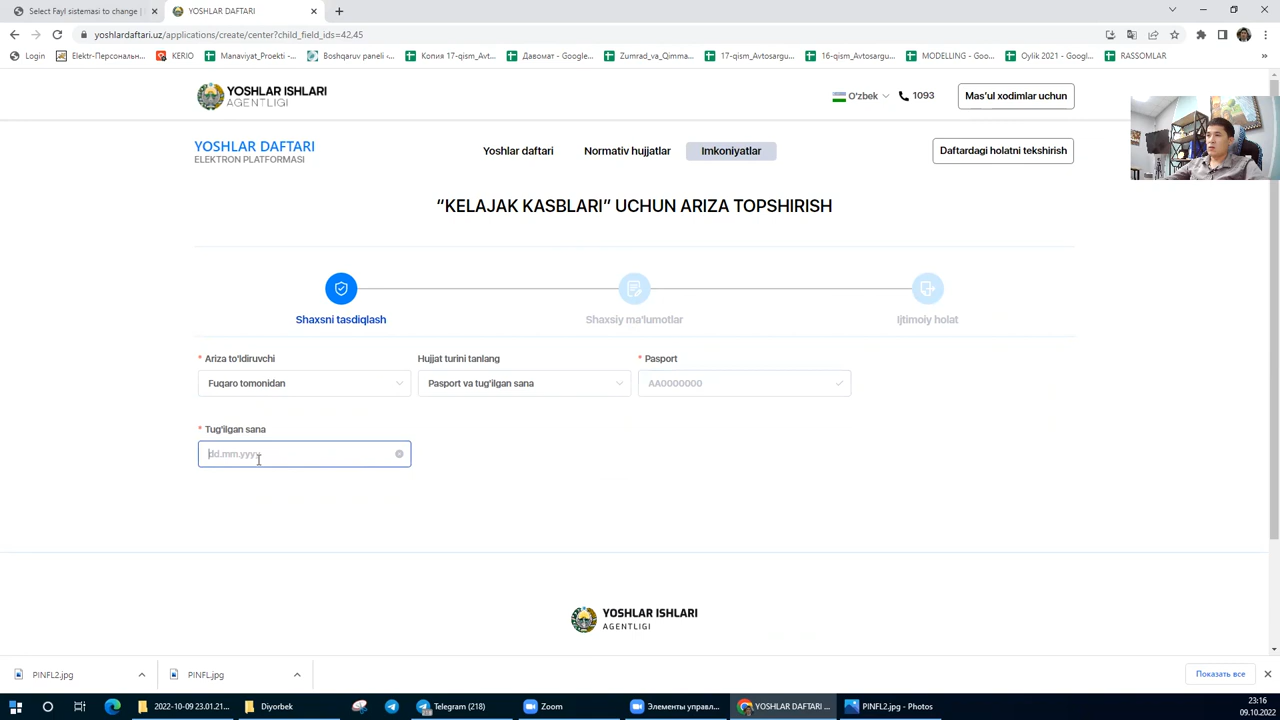 Select Fayl sistemasi to change |
YOSHLAR DAFTARI
yoshlardaftari.uz/applications/create/center?child_field_ids=42,45
Login
Elektr-Персональн...
KERIO
Manaviyat_Proekti -...
Boshqaruv paneli ‹...
Копия 17-qism_Avt...
Давомат - Google...
Zumrad_va_Qimma...
17-qism_Avtosargu...
16-qism_Avtosargu...
MODELLING - Goo...
Oylik 2021 - Googl...
RASSOMLAR
»
YOSHLAR ISHLARI
AGENTLIGI
O'zbek
1093
Mas'ul xodimlar uchun
YOSHLAR DAFTARI
ELEKTRON PLATFORMASI
Yoshlar daftari
Normativ hujjatlar
Imkoniyatlar
Daftardagi holatni tekshirish
“KELAJAK KASBLARI” UCHUN ARIZA TOPSHIRISH
Shaxsni tasdiqlash
Shaxsiy ma'lumotlar
Ijtimoiy holat
* Ariza to'ldiruvchi
Hujjat turini tanlang
* Pasport
Fuqaro tomonidan
Pasport va tug'ilgan sana
AA0000000
* Tug'ilgan sana
dd.mm.yyyy
YOSHLAR ISHLARI
AGENTLIGI
PINFL2.jpg
PINFL.jpg
Показать все
2022-10-09 23.01.21...
Diyorbek
Telegram (218)
Zoom
Элементы управл...
YOSHLAR DAFTARI ...
PINFL2.jpg - Photos
23:16
09.10.2022